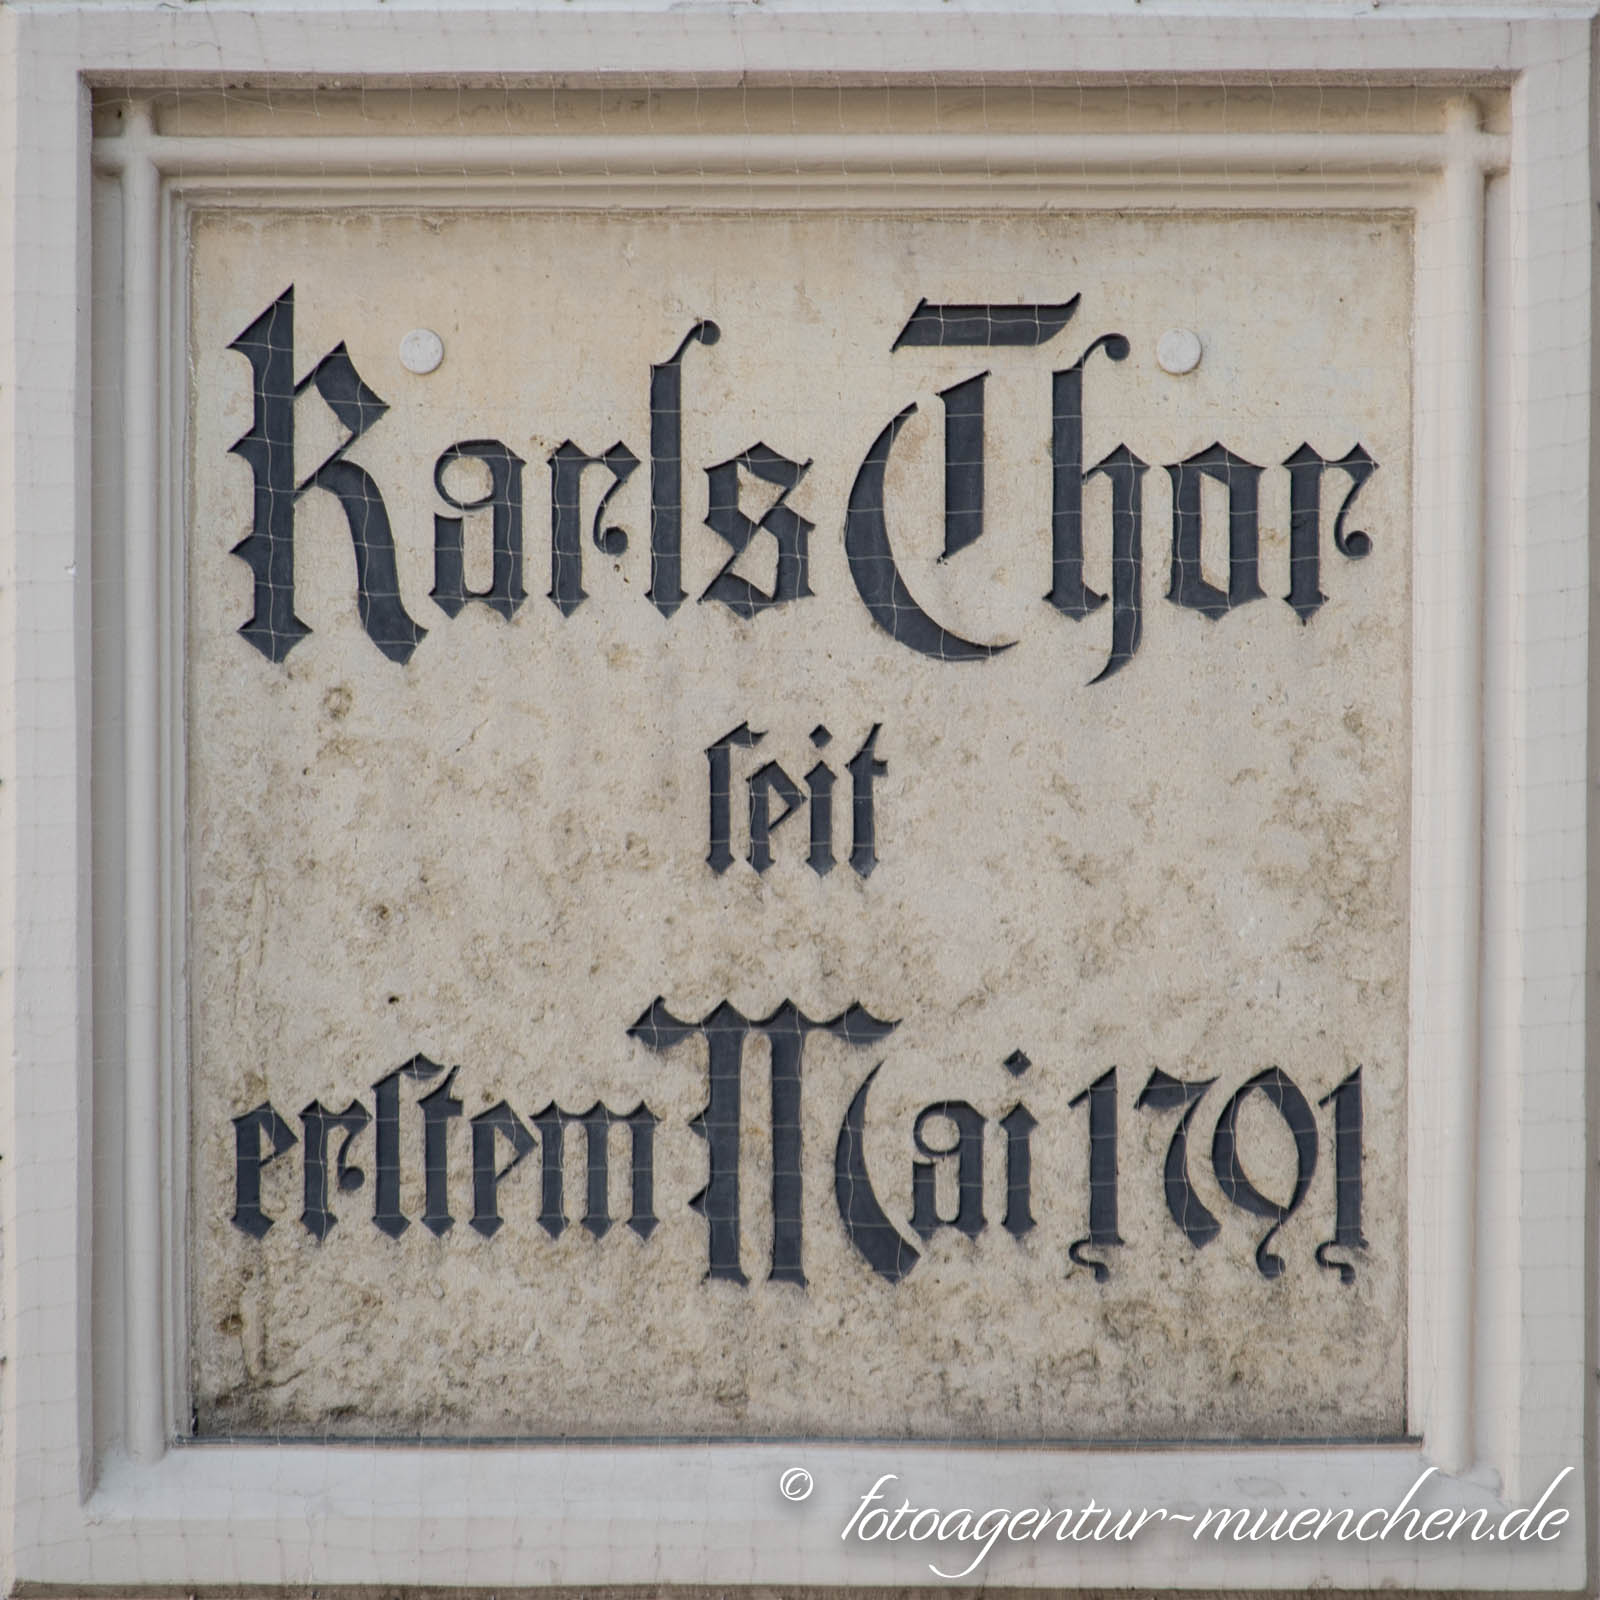 Karls Thor
seit
erstem Mai 1791
© fotoagentur-muenchen.de